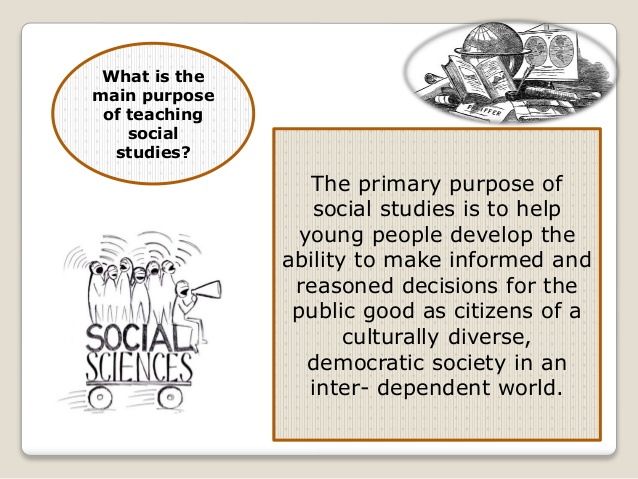 What is the
main purpose
of teaching
social
studies?
The primary purpose of
social studies is to help
young people develop the
ability to make informed and
reasoned decisions for the
public good as citizens of a
culturally diverse,
democratic society in an
inter- dependent world.
SOCIAL
SCIENCES